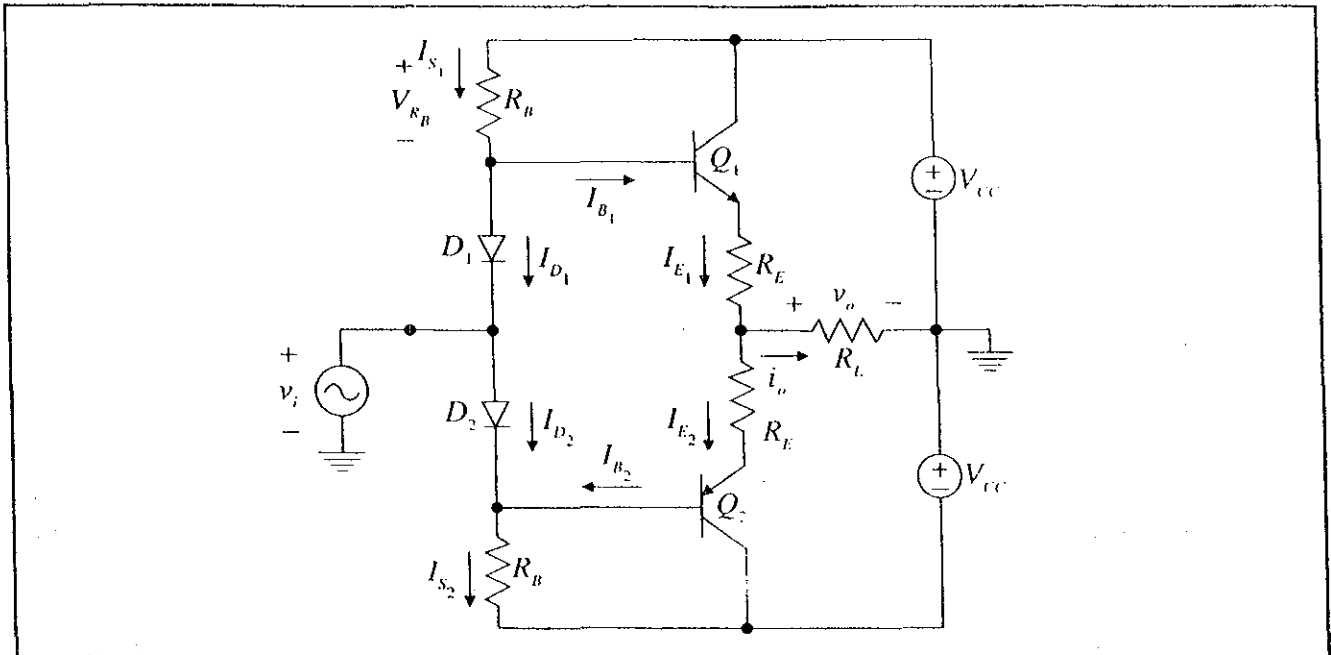 I_{S_1}
+
V_{R_B}
−
R_B
Q_1
I_{B_1}
+
−
V_{CC}
D_1
I_{D_1}
I_{E_1}
R_E
+ v_o −
R_L
i_o
+
v_i
−
D_2
I_{D_2}
I_{E_2}
R_E
I_{B_2}
+
−
V_{CC}
Q_2
I_{S_2}
R_B